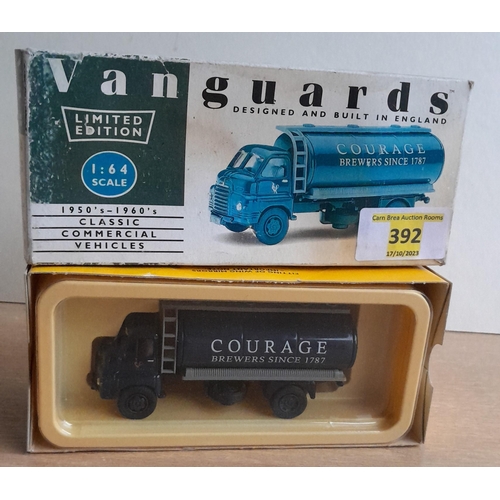 Vanguards
DESIGNED AND BUILT IN ENGLAND
LIMITED
EDITION
1:64
SCALE
1950's-1960's
CLASSIC
COMMERCIAL
VEHICLES
COURAGE
BREWERS SINCE 1787
Carn Brea Auction Rooms
392
17/10/2023
COURAGE
BREWERS SINCE 1787